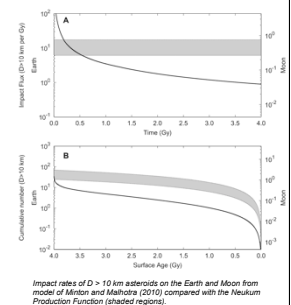 A
Impact Flux (D>10 km per Gy)
Earth
Moon
10²
10¹
10⁰
10⁻¹
10⁰
10⁻¹
10⁻²
0.0 0.5 1.0 1.5 2.0 2.5 3.0 3.5 4.0
Time (Gy)
B
Cumulative number (D>10 km)
Earth
Moon
10³
10²
10¹
10⁰
10⁻¹
10⁻²
10¹
10⁰
10⁻¹
10⁻²
10⁻³
4.0 3.5 3.0 2.5 2.0 1.5 1.0 0.5 0.0
Surface Age (Gy)
Impact rates of D > 10 km asteroids on the Earth and Moon from
model of Minton and Malhotra (2010) compared with the Neukum
Production Function (shaded regions).